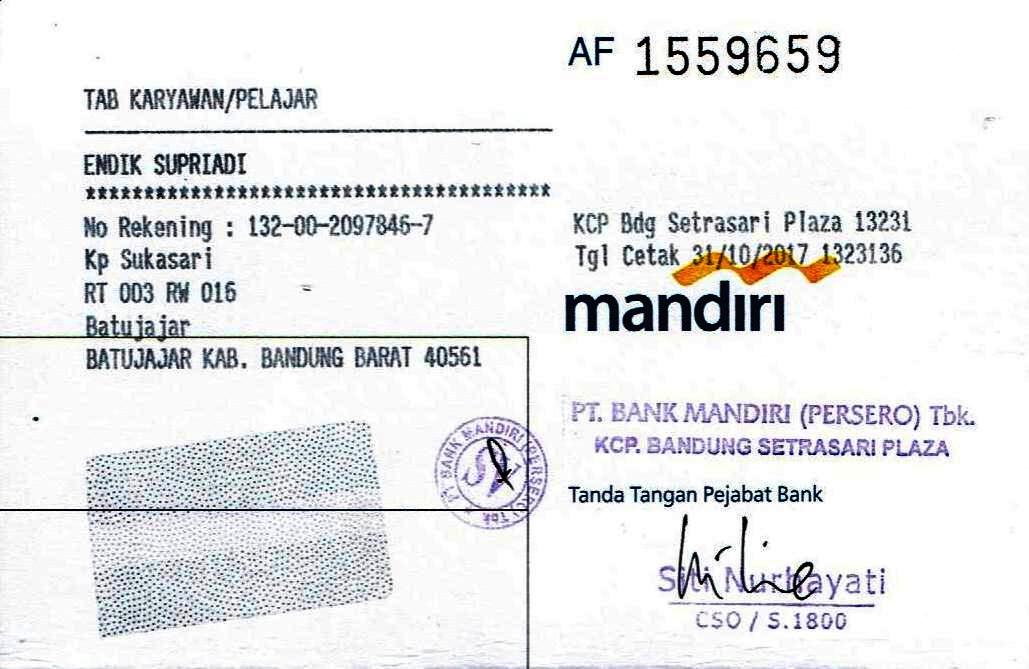 AF 1559659
TAB KARYAWAN/PELAJAR
ENDIK SUPRIADI
****************************************
No Rekening : 132-00-2097846-7
Kp Sukasari
RT 003 RW 016
Batujajar
BATUJAJAR KAB. BANDUNG BARAT 40561
KCP Bdg Setrasari Plaza 13231
Tgl Cetak 31/10/2017 1323136
mandiri
PT. BANK MANDIRI (PERSERO) Tbk.
KCP. BANDUNG SETRASARI PLAZA
PT BANK MANDIRI (PERSERO) Tbk
Tanda Tangan Pejabat Bank
Siti Nurhayati
CSO / S.1800